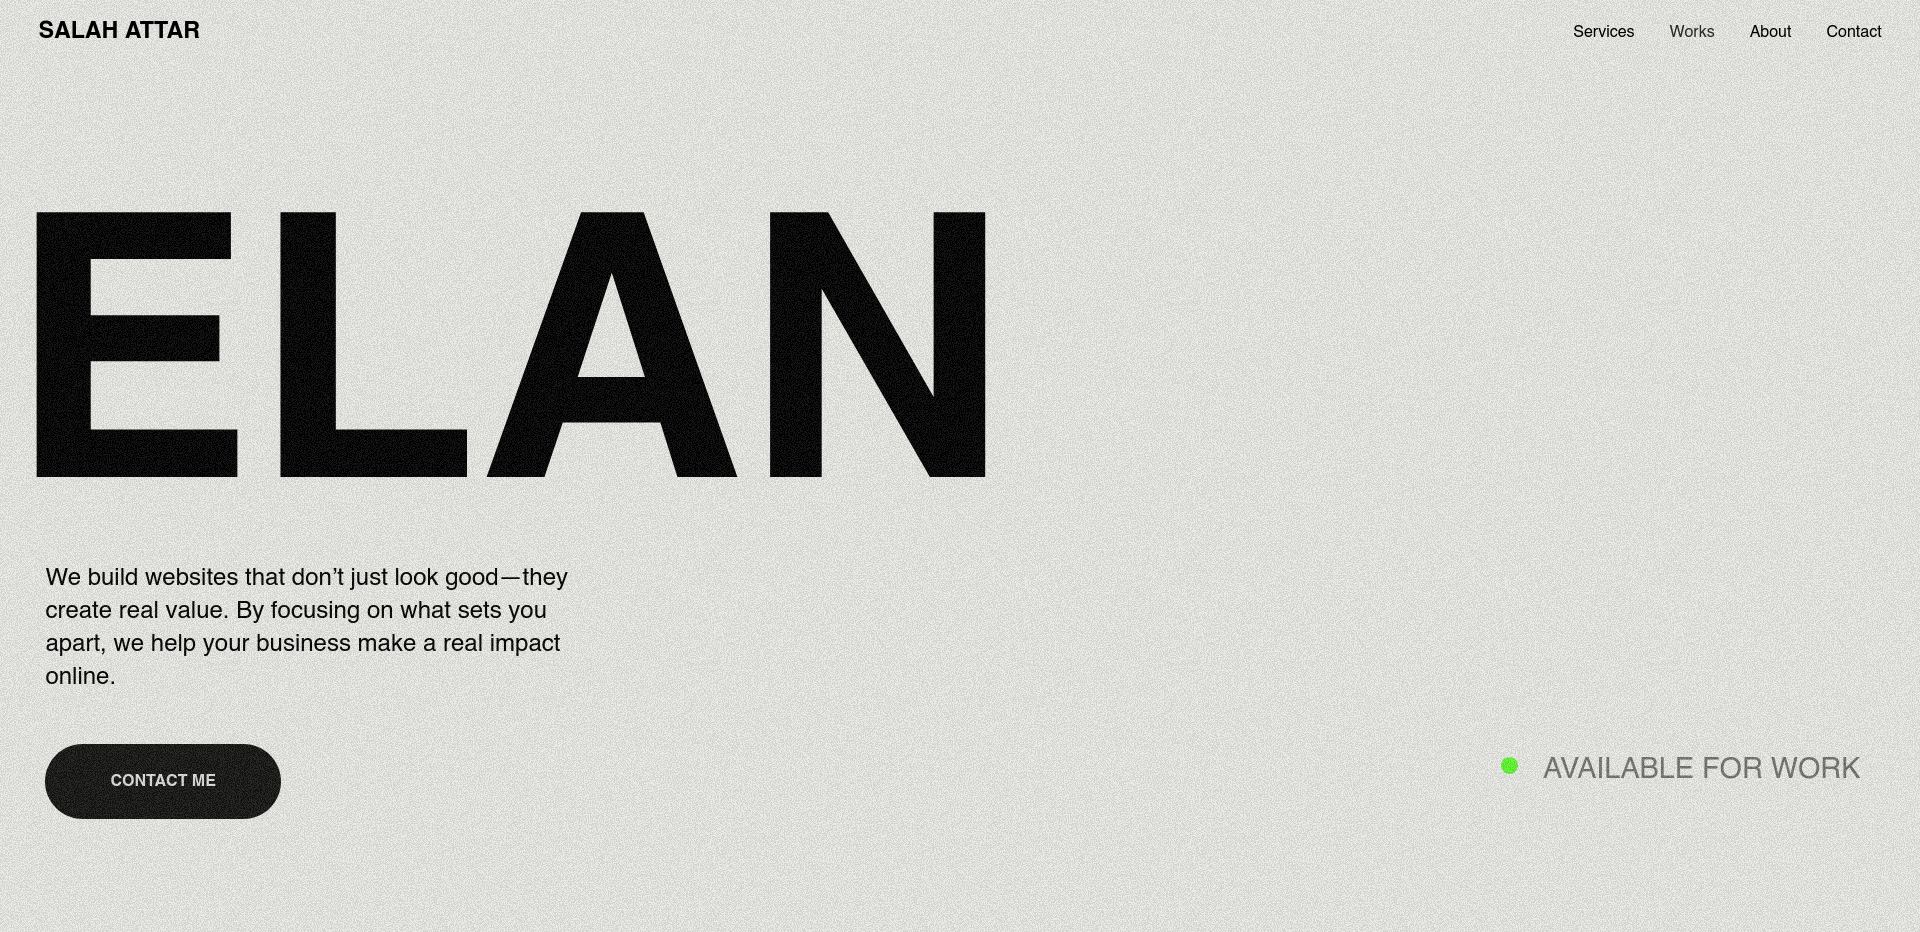 SALAH ATTAR
Services Works About Contact
ELAN
We build websites that don’t just look good—they
create real value. By focusing on what sets you
apart, we help your business make a real impact
online.
CONTACT ME
AVAILABLE FOR WORK